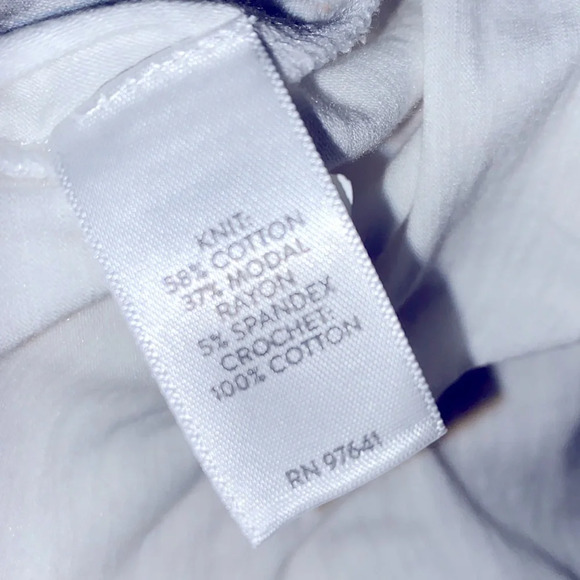 KNIT:
58% COTTON
37% MODAL
RAYON
5% SPANDEX
CROCHET:
100% COTTON
RN 97641